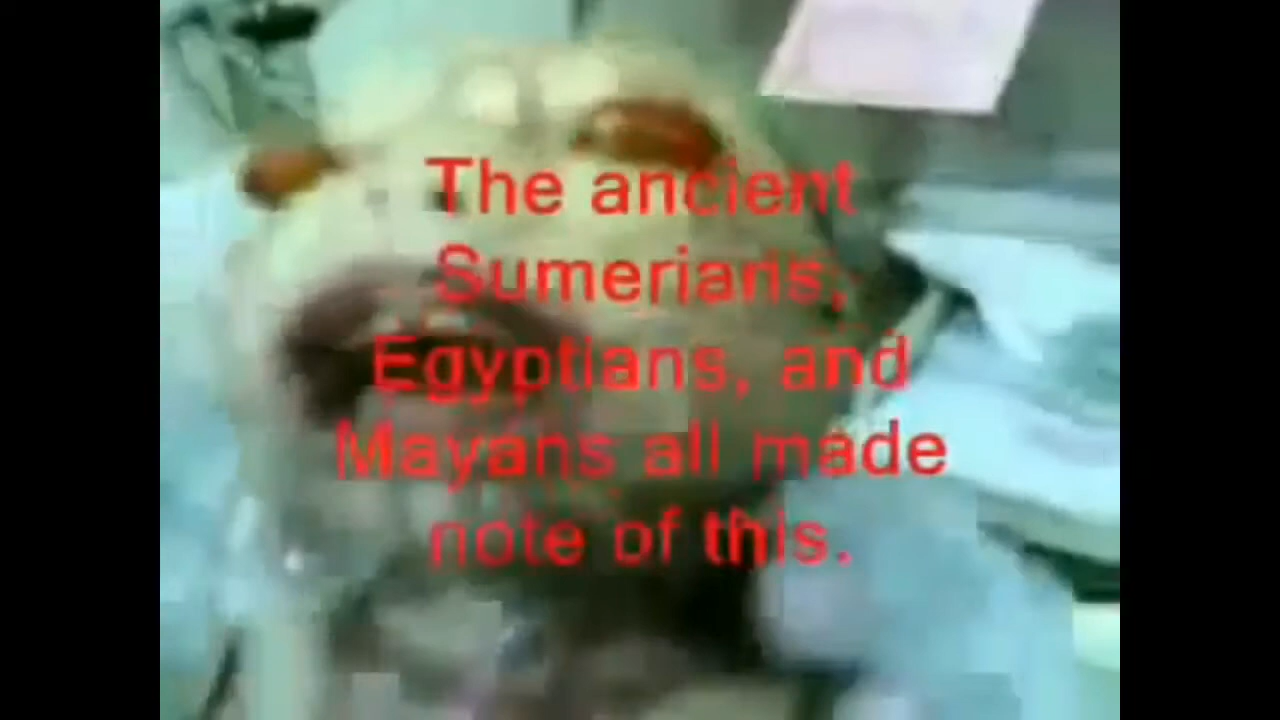 The ancient
Sumerians,
Egyptians, and
Mayans all made
note of this.